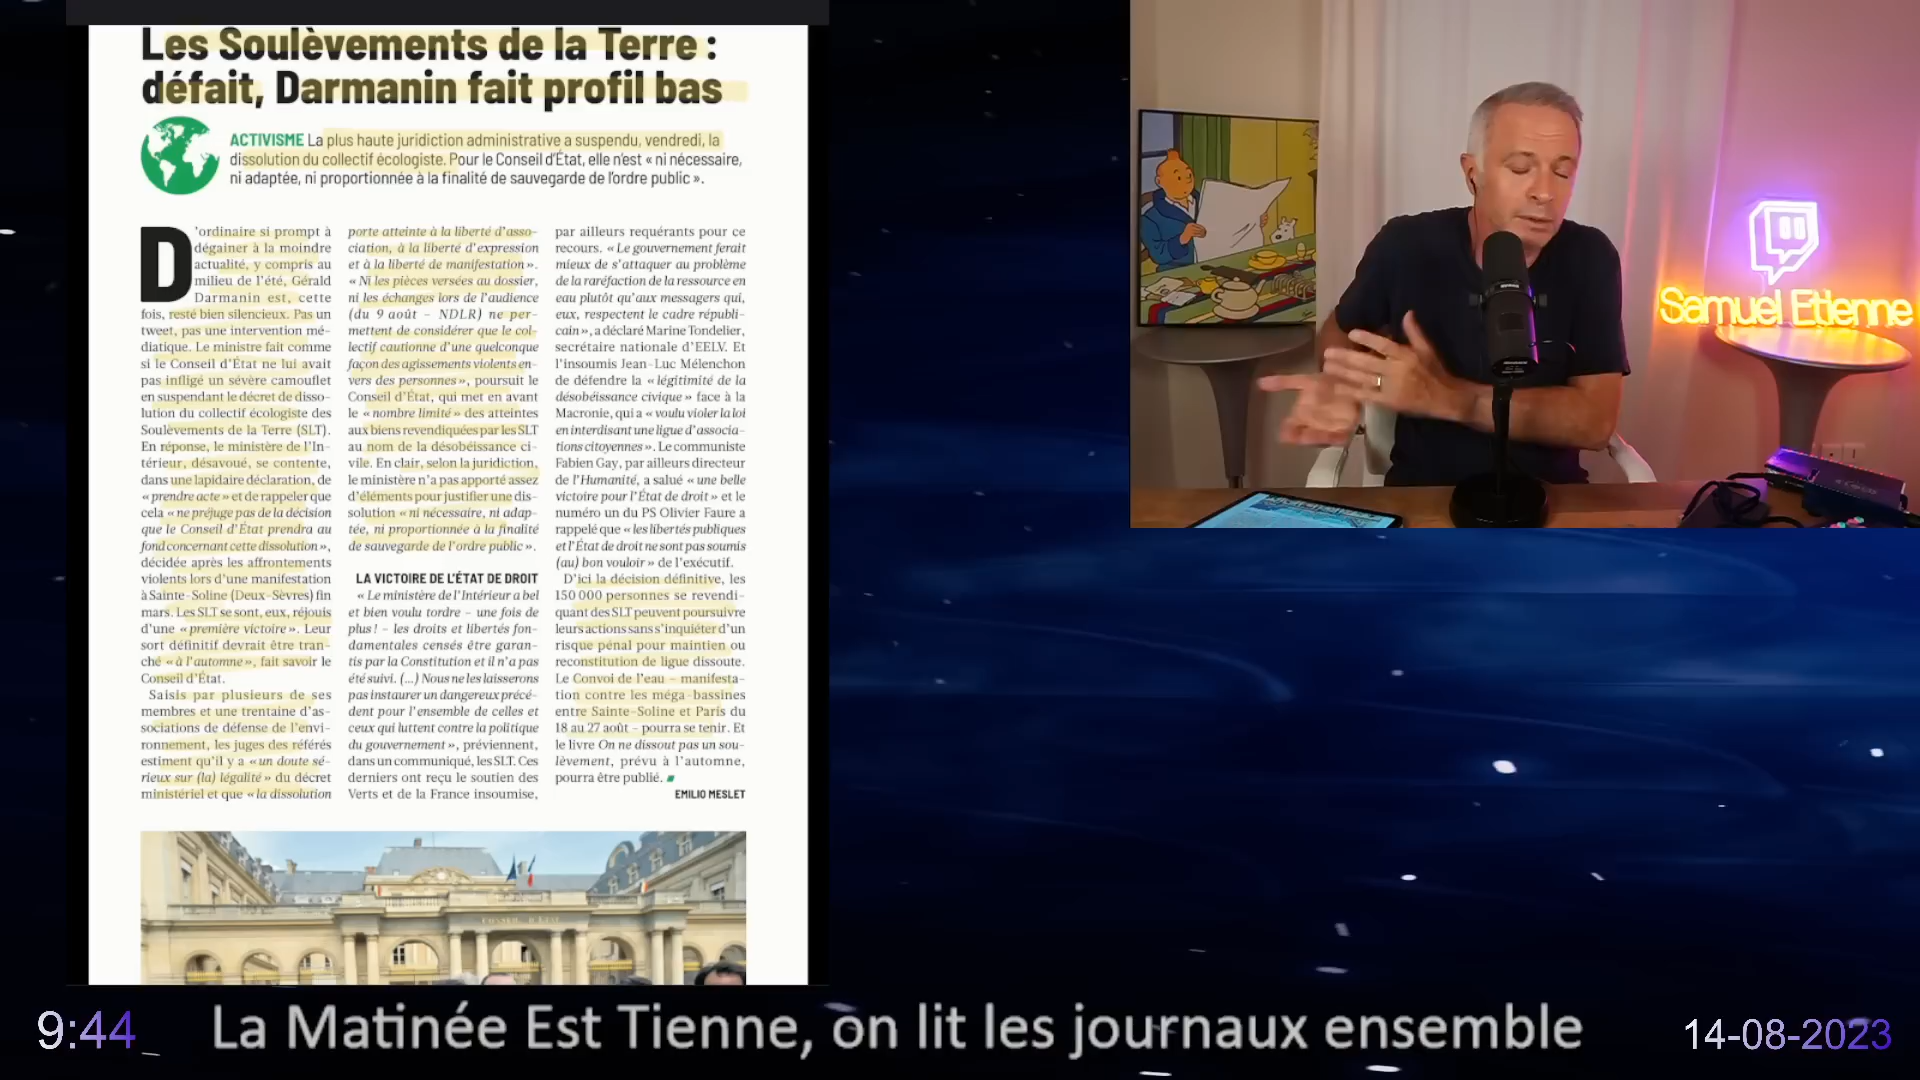 Les Soulèvements de la Terre :
défait, Darmanin fait profil bas
ACTIVISME La plus haute juridiction administrative a suspendu, vendredi, la
dissolution du collectif écologiste. Pour le Conseil d'État, elle n'est « ni nécessaire,
ni adaptée, ni proportionnée à la finalité de sauvegarde de l'ordre public ».
D'ordinaire si prompt à
dégainer à la moindre
actualité, y compris au
milieu de l'été, Gérald
Darmanin est, cette
fois, resté bien silencieux. Pas un
tweet, pas une intervention mé-
diatique. Le ministre fait comme
si le Conseil d'État ne lui avait
pas infligé un sévère camouflet
en suspendant le décret de disso-
lution du collectif écologiste des
Soulèvements de la Terre (SLT).
En réponse, le ministère de l'In-
térieur, désavoué, se contente,
dans une lapidaire déclaration, de
« prendre acte » et de rappeler que
cela « ne préjuge pas de la décision
que le Conseil d'État prendra au
fond concernant cette dissolution »,
décidée après les affrontements
violents lors d'une manifestation
à Sainte-Soline (Deux-Sèvres) fin
mars. Les SLT se sont, eux, réjouis
d'une « première victoire ». Leur
sort définitif devrait être tran-
ché « à l'automne », fait savoir le
Conseil d'État.
Saisis par plusieurs de ses
membres et une trentaine d'as-
sociations de défense de l'envi-
ronnement, les juges des référés
estiment qu'il y a « un doute sé-
rieux sur (la) légalité » du décret
ministériel et que « la dissolution
porte atteinte à la liberté d'asso-
ciation, à la liberté d'expression
et à la liberté de manifestation ».
« Ni les pièces versées au dossier,
ni les échanges lors de l'audience
(du 9 août – NDLR) ne per-
mettent de considérer que le col-
lectif cautionne d'une quelconque
façon des agissements violents en-
vers des personnes », poursuit le
Conseil d'État, qui met en avant
le « nombre limité » des atteintes
aux biens revendiquées par les SLT
au nom de la désobéissance ci-
vile. En clair, selon la juridiction,
le ministère n'a pas apporté assez
d'éléments pour justifier une dis-
solution « ni nécessaire, ni adap-
tée, ni proportionnée à la finalité
de sauvegarde de l'ordre public ».
LA VICTOIRE DE L'ÉTAT DE DROIT
« Le ministère de l'Intérieur a bel
et bien voulu tordre – une fois de
plus ! – les droits et libertés fon-
damentales censés être garan-
tis par la Constitution et il n'a pas
été suivi. (...) Nous ne les laisserons
pas instaurer un dangereux précé-
dent pour l'ensemble de celles et
ceux qui luttent contre la politique
du gouvernement », préviennent,
dans un communiqué, les SLT. Ces
derniers ont reçu le soutien des
Verts et de la France insoumise,
par ailleurs requérants pour ce
recours. « Le gouvernement ferait
mieux de s'attaquer au problème
de la raréfaction de la ressource en
eau plutôt qu'aux messagers qui,
eux, respectent le cadre républi-
cain », a déclaré Marine Tondelier,
secrétaire nationale d'EELV. Et
l'insoumis Jean-Luc Mélenchon
de défendre la « légitimité de la
désobéissance civique » face à la
Macronie, qui a « voulu violer la loi
en interdisant une ligue d'associa-
tions citoyennes ». Le communiste
Fabien Gay, par ailleurs directeur
de l'Humanité, a salué « une belle
victoire pour l'État de droit » et le
numéro un du PS Olivier Faure a
rappelé que « les libertés publiques
et l'État de droit ne sont pas soumis
(au) bon vouloir » de l'exécutif.
D'ici la décision définitive, les
150 000 personnes se revendi-
quant des SLT peuvent poursuivre
leurs actions sans s'inquiéter d'un
risque pénal pour maintien ou
reconstitution de ligue dissoute.
Le Convoi de l'eau – manifesta-
tion contre les méga-bassines
entre Sainte-Soline et Paris du
18 au 27 août – pourra se tenir. Et
le livre On ne dissout pas un sou-
lèvement, prévu à l'automne,
pourra être publié.
EMILIO MESLET
CONSEIL D'ÉTAT
Samuel Etienne
9:44
La Matinée Est Tienne, on lit les journaux ensemble
14-08-2023